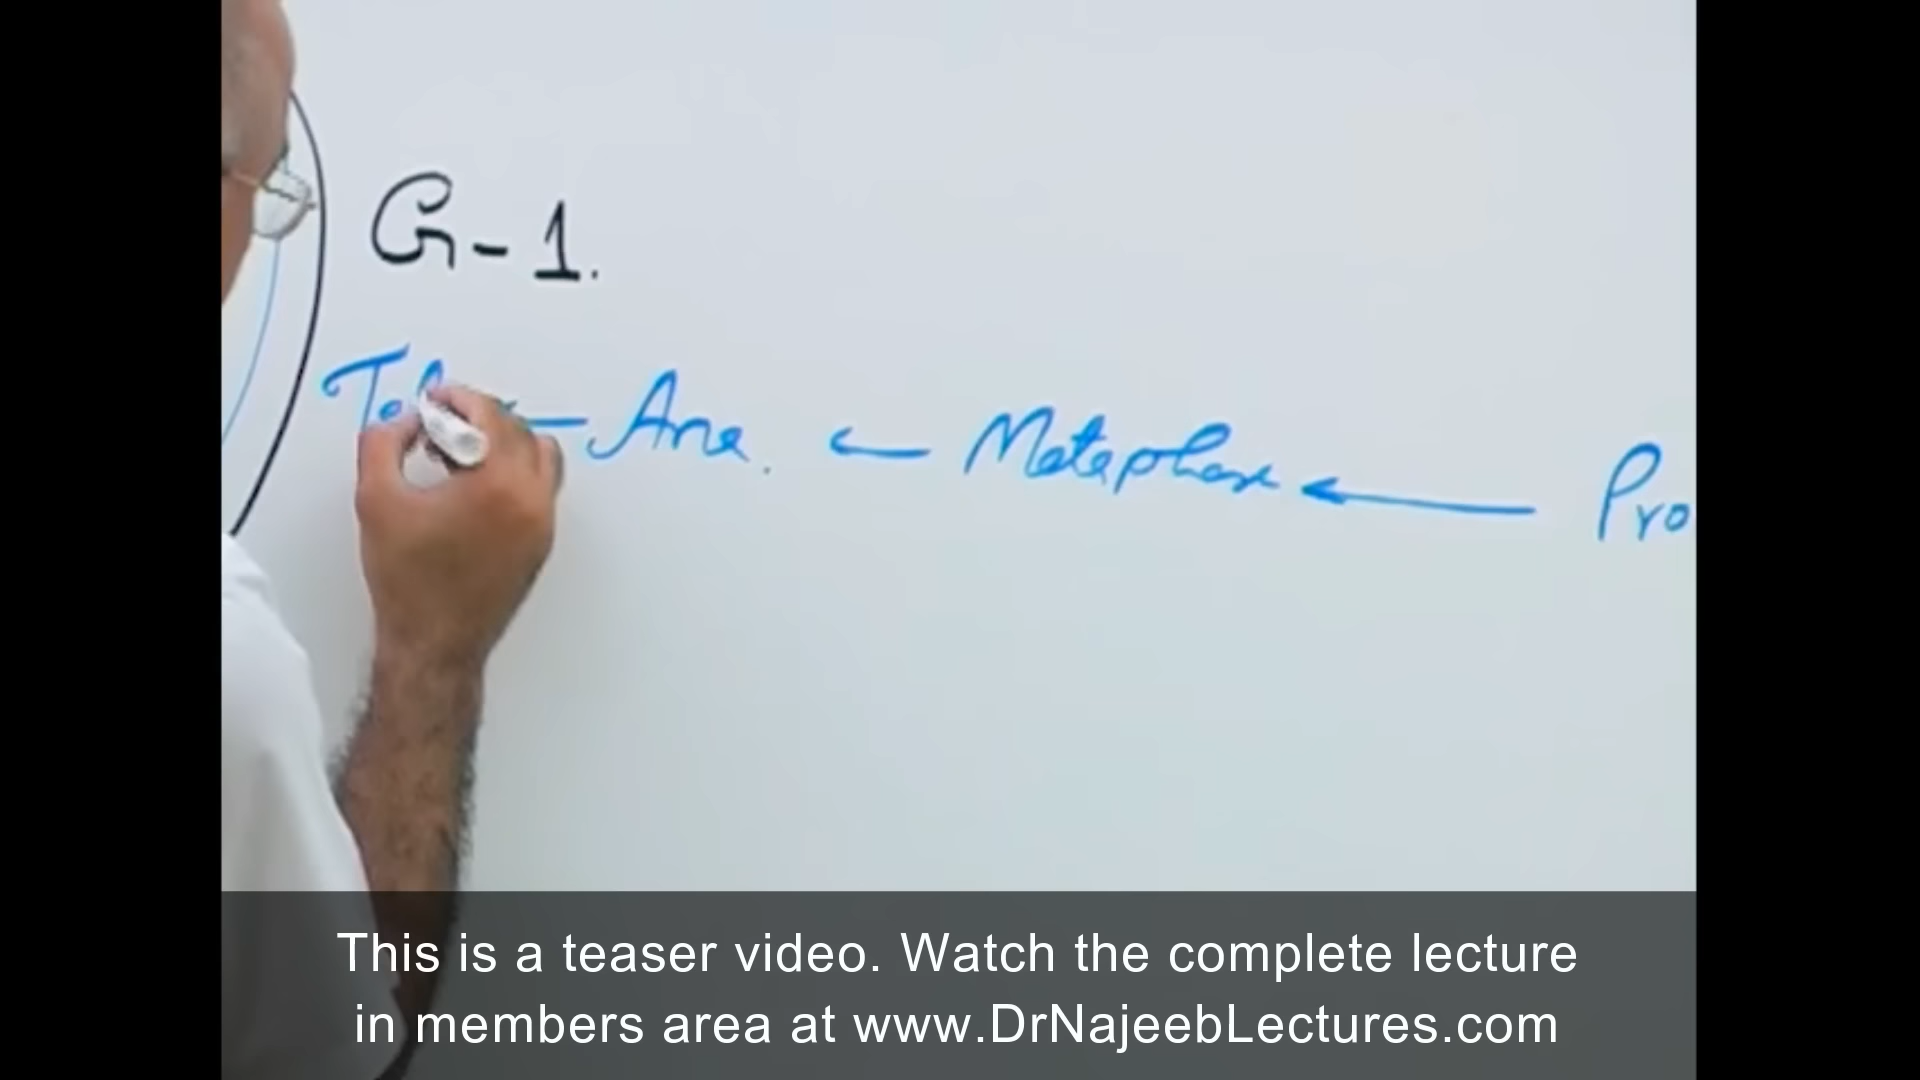 G-1.
Tel ← Ana. ← Metaphase ← Pro
This is a teaser video. Watch the complete lecture
in members area at www.DrNajeebLectures.com